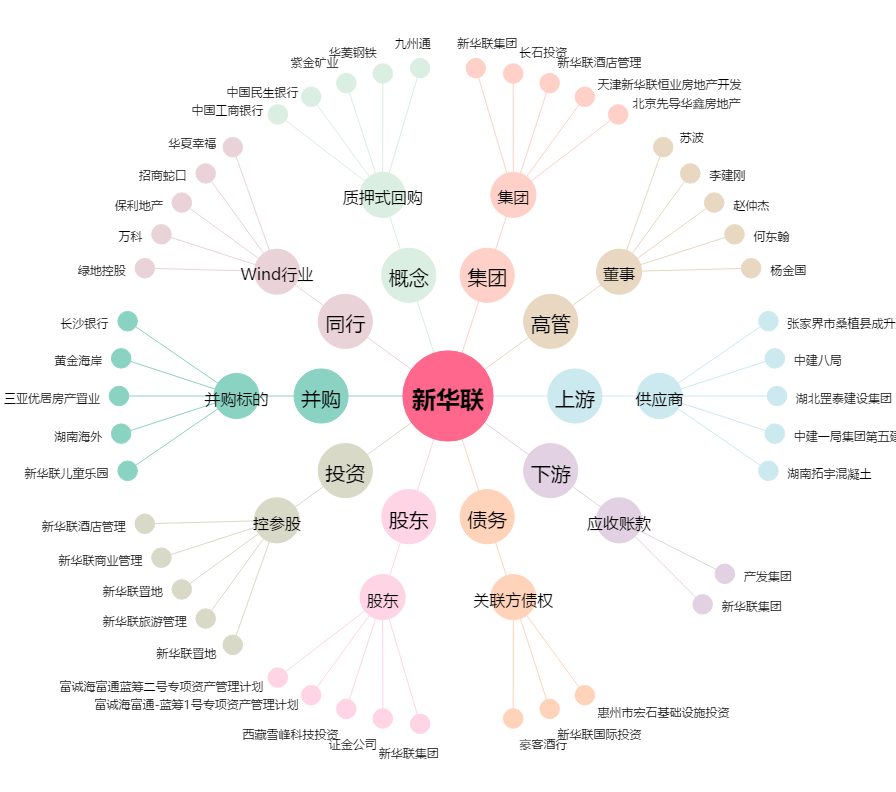 九州通
新华联集团
华菱钢铁
长石投资
紫金矿业
新华联酒店管理
中国民生银行
天津新华联恒业房地产开发
中国工商银行
北京先导华鑫房地产
华夏幸福
苏波
招商蛇口
李建刚
质押式回购
集团
保利地产
赵仲杰
万科
何东翰
绿地控股
Wind行业
概念
集团
董事
杨金国
长沙银行
同行
高管
张家界市桑植县成升
黄金海岸
中建八局
三亚优居房产置业
并购标的
并购
新华联
上游
供应商
湖北罡泰建设集团
湖南海外
中建一局集团第五建
新华联儿童乐园
投资
下游
湖南拓宇混凝土
新华联酒店管理
控参股
股东
债务
应收账款
新华联商业管理
产发集团
新华联置地
股东
关联方债权
新华联集团
新华联旅游管理
新华联置地
富诚海富通蓝筹二号专项资产管理计划
富诚海富通-蓝筹1号专项资产管理计划
惠州市宏石基础设施投资
西藏雪峰科技投资
新华联国际投资
证金公司
豪客酒行
新华联集团